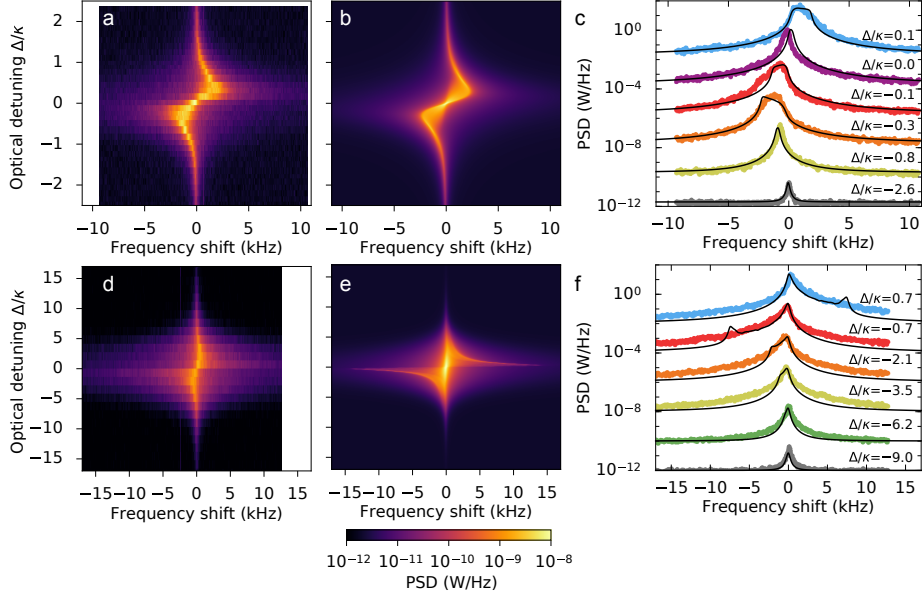 a
2
1
0
−1
−2
Optical detuning Δ/κ
−10 −5 0 5 10
Frequency shift (kHz)
b
−10 −5 0 5 10
Frequency shift (kHz)
c
10⁰
10⁻⁴
10⁻⁸
10⁻¹²
PSD (W/Hz)
Δ/κ=0.1
Δ/κ=0.0
Δ/κ=−0.1
Δ/κ=−0.3
Δ/κ=−0.8
Δ/κ=−2.6
−10 −5 0 5 10
Frequency shift (kHz)
d
15
10
5
0
−5
−10
−15
Optical detuning Δ/κ
−15 −10 −5 0 5 10 15
Frequency shift (kHz)
e
−15 −10 −5 0 5 10 15
Frequency shift (kHz)
f
10⁰
10⁻⁴
10⁻⁸
10⁻¹²
PSD (W/Hz)
Δ/κ=0.7
Δ/κ=−0.7
Δ/κ=−2.1
Δ/κ=−3.5
Δ/κ=−6.2
Δ/κ=−9.0
−15 −10 −5 0 5 10 15
Frequency shift (kHz)
10⁻¹² 10⁻¹¹ 10⁻¹⁰ 10⁻⁹ 10⁻⁸
PSD (W/Hz)